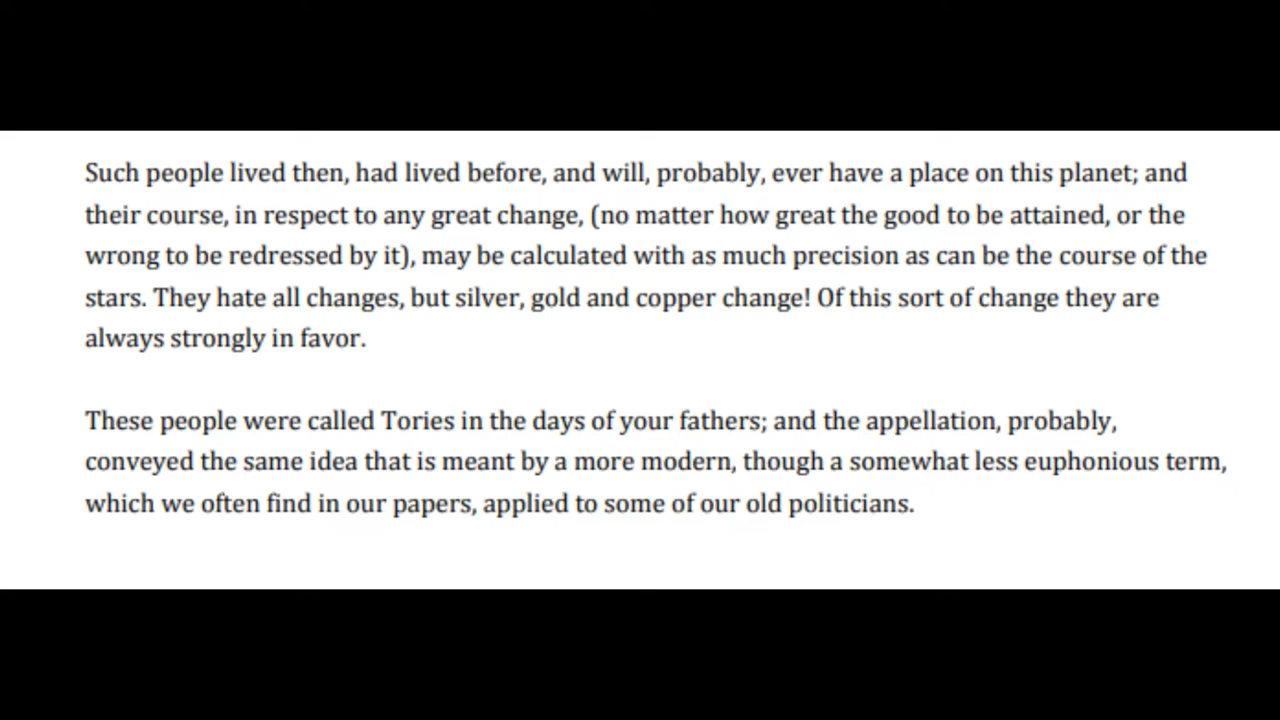 Such people lived then, had lived before, and will, probably, ever have a place on this planet; and
their course, in respect to any great change, (no matter how great the good to be attained, or the
wrong to be redressed by it), may be calculated with as much precision as can be the course of the
stars. They hate all changes, but silver, gold and copper change! Of this sort of change they are
always strongly in favor.
These people were called Tories in the days of your fathers; and the appellation, probably,
conveyed the same idea that is meant by a more modern, though a somewhat less euphonious term,
which we often find in our papers, applied to some of our old politicians.